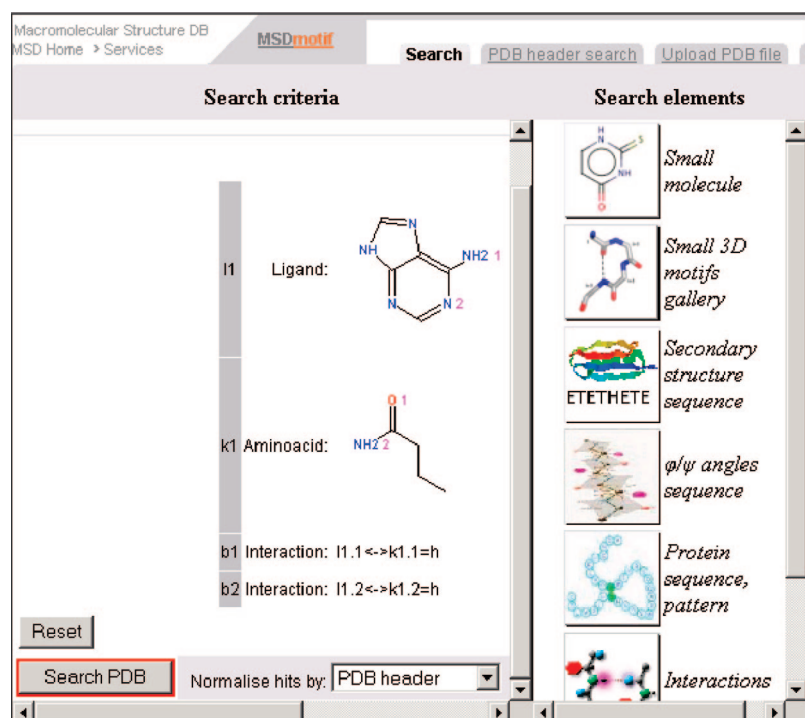 Macromolecular Structure DB
MSD Home > Services
MSDmotif
Search
PDB header search
Upload PDB file
Search criteria
Search elements
l1
Ligand:
NH
N
NH2 1
N
N 2
k1 Aminoacid:
O 1
NH2 2
b1 Interaction: l1.1<->k1.1=h
b2 Interaction: l1.2<->k1.2=h
Reset
Search PDB
Normalise hits by:
PDB header
Small
molecule
Small 3D
motifs
gallery
Secondary
structure
sequence
ETETHETE
φ/ψ angles
sequence
Protein
sequence,
pattern
Interactions